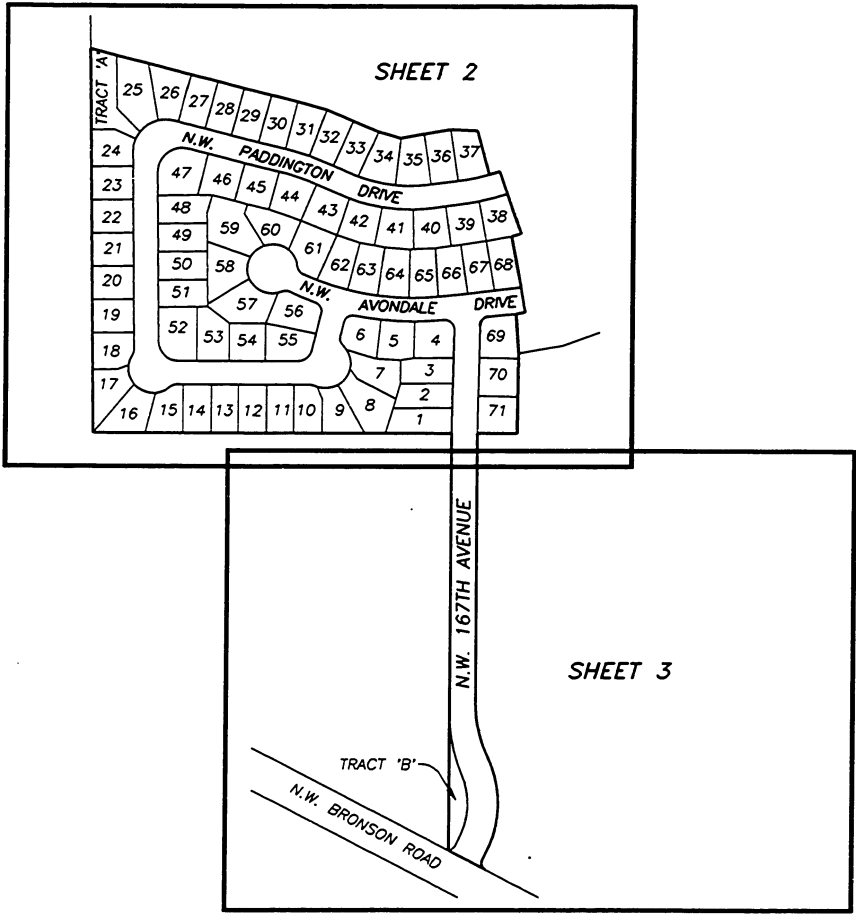 SHEET 2
TRACT 'A'
25 26 27 28 29 30 31 32 33 34 35 36 37
N.W. PADDINGTON DRIVE
24
23
22
21
20
19
18
17
16 15 14 13 12 11 10 9 8
47 46 45 44 43 42 41 40 39 38
48
49
50
51
59 60 61 62 63 64 65 66 67 68
58
57 56
52 53 54 55
N.W. AVONDALE DRIVE
6 5 4
7 3
2
1
69
70
71
N.W. 167TH AVENUE
SHEET 3
TRACT 'B'
N.W. BRONSON ROAD